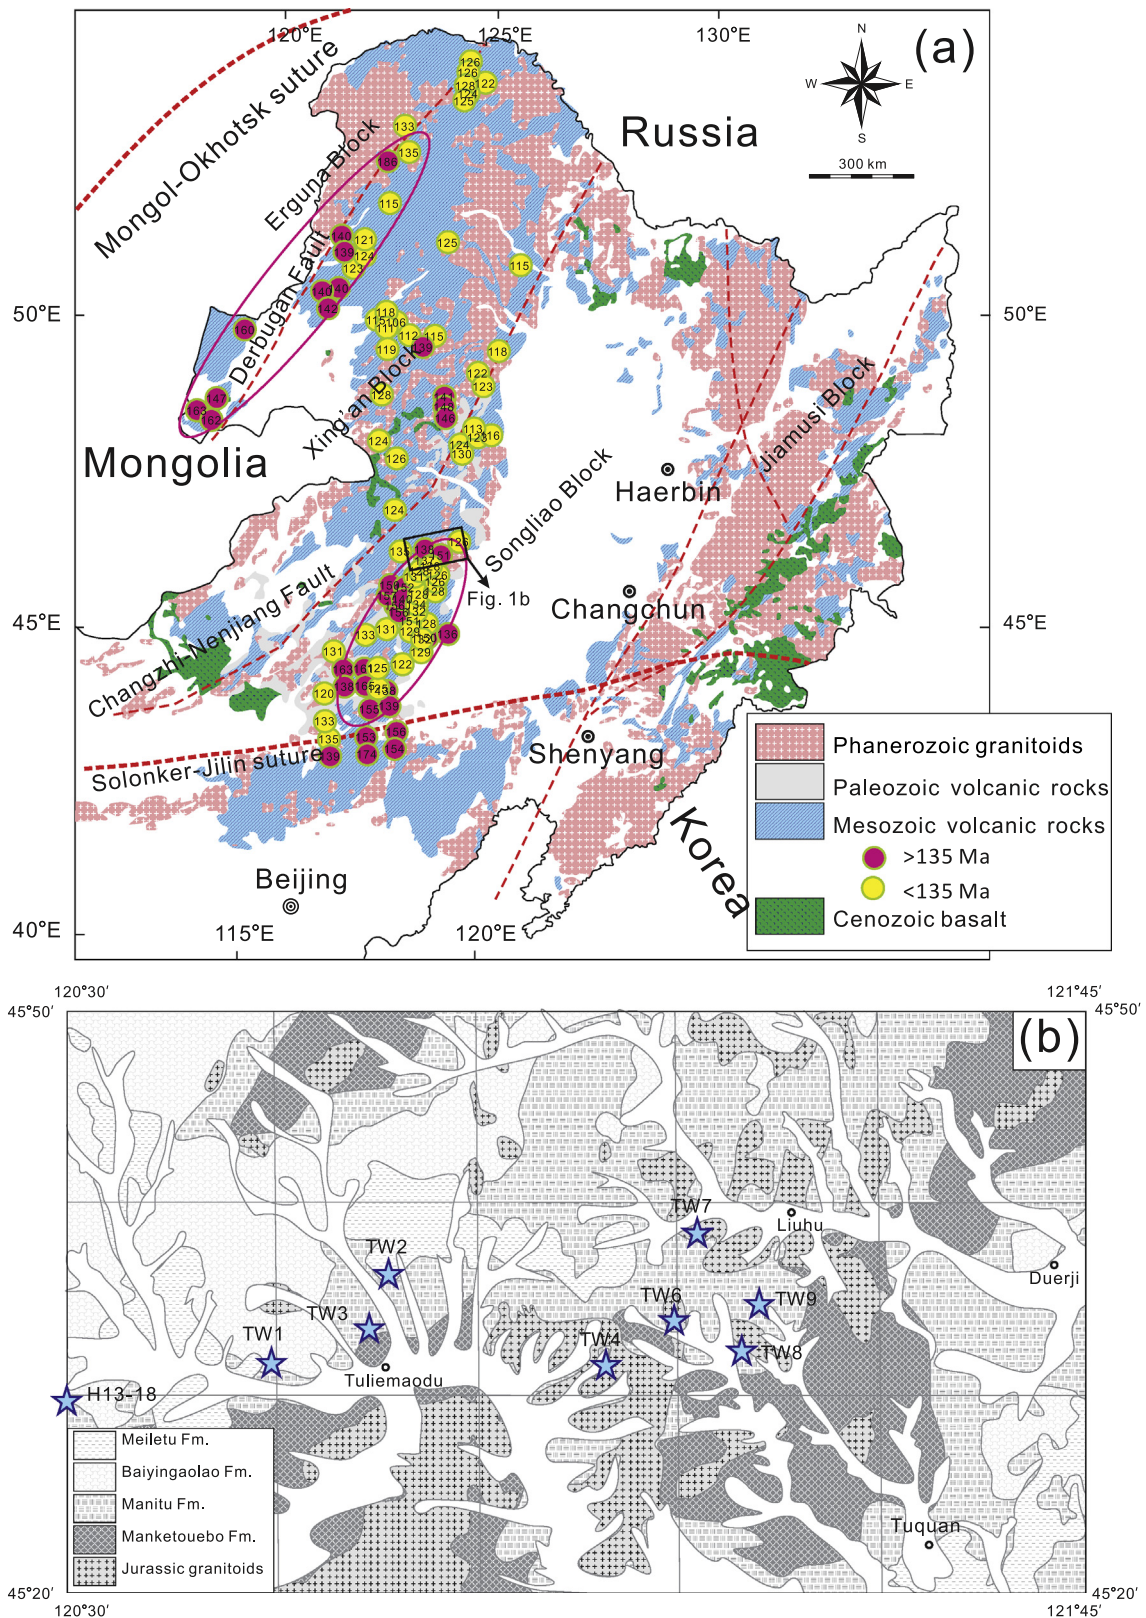 (a)
120°E
125°E
130°E
N
W
E
S
300 km
Mongol-Okhotsk suture
Russia
Erguna Block
126
126
128
122
124
125
133
135
186
115
140
121
139
124
123
125
115
140
140
142
Derbugan Fault
50°E
50°E
160
118
115
106
111
112
115
139
119
118
Xing'an Block
122
123
128
147
163
162
146
113
123
116
124
130
124
126
Mongolia
Jiamusi Block
Haerbin
Songliao Block
124
126
135
151
Fig. 1b
Changchun
Changzhi-Nenjiang Fault
45°E
45°E
133
131
129
128
136
131
129
163
125
122
138
120
155
139
133
135
139
153
156
174
154
Solonker-Jilin suture
Shenyang
Korea
Beijing
40°E
115°E
120°E
Phanerozoic granitoids
Paleozoic volcanic rocks
Mesozoic volcanic rocks
>135 Ma
<135 Ma
Cenozoic basalt
120°30′
121°45′
45°50′
45°50′
(b)
TW7
Liuhu
TW2
Duerji
TW3
TW6
TW9
TW1
TW4
TW8
Tuliemaodu
H13-18
Meiletu Fm.
Baiyingaolao Fm.
Manitu Fm.
Manketouebo Fm.
Jurassic granitoids
Tuquan
45°20′
45°20′
120°30′
121°45′